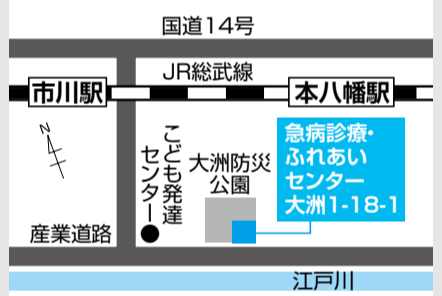 国道14号
JR総武線
市川駅
本八幡駅
N
急病診療・
ふれあい
センター
大洲1-18-1
こども発達
センター
大洲防災
公園
産業道路
江戸川